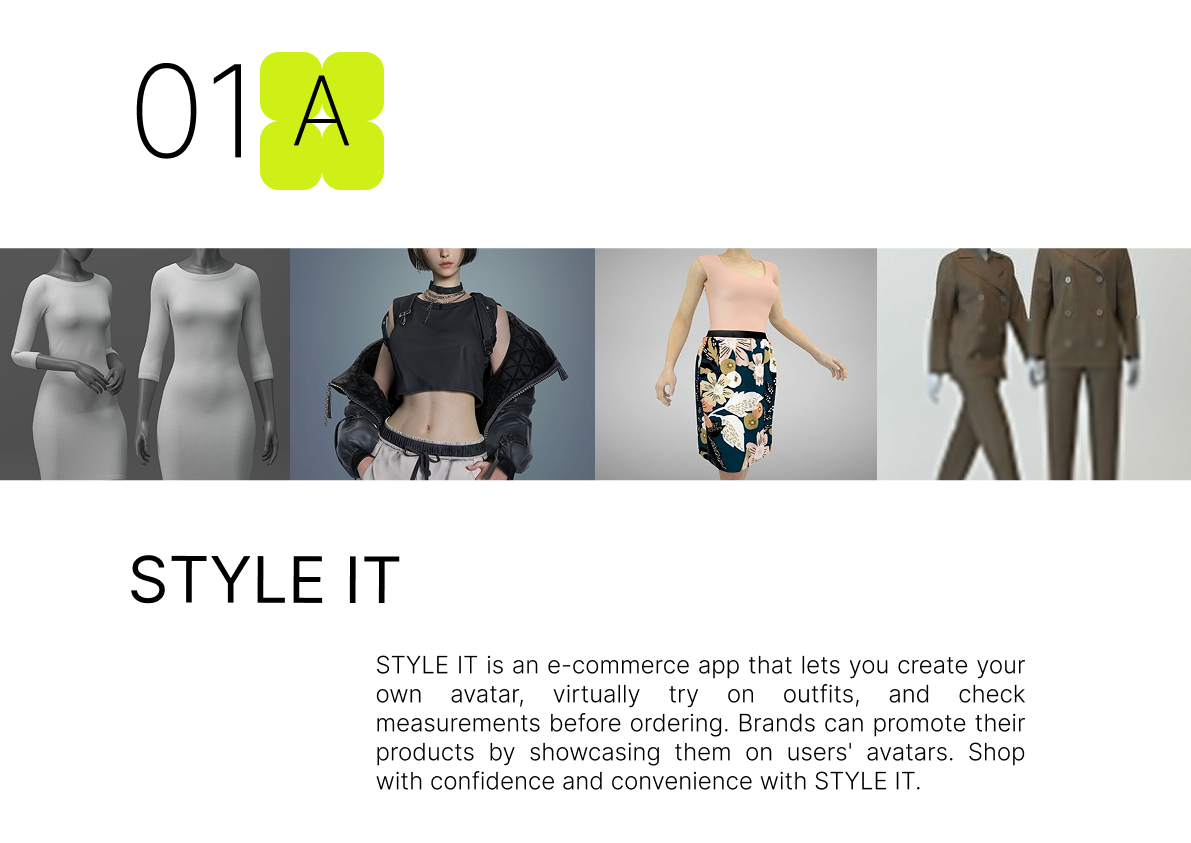 01 A
STYLE IT
STYLE IT is an e-commerce app that lets you create your
own avatar, virtually try on outfits, and check
measurements before ordering. Brands can promote their
products by showcasing them on users' avatars. Shop
with confidence and convenience with STYLE IT.